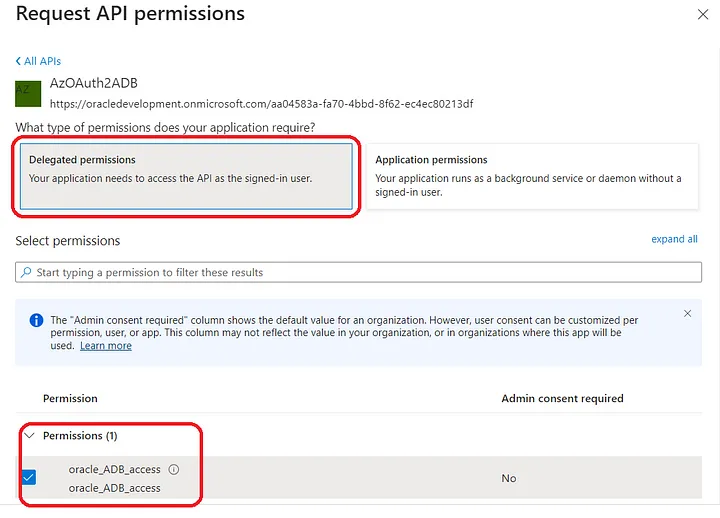 Request API permissions
All APIs
AZ
AzOAuth2ADB
https://oracledevelopment.onmicrosoft.com/aa04583a-fa70-4bbd-8f62-ec4ec80213df
What type of permissions does your application require?
Delegated permissions
Your application needs to access the API as the signed-in user.
Application permissions
Your application runs as a background service or daemon without a
signed-in user.
Select permissions
expand all
Start typing a permission to filter these results
The "Admin consent required" column shows the default value for an organization. However, user consent can be customized per
permission, user, or app. This column may not reflect the value in your organization, or in organizations where this app will be
used. Learn more
Permission
Admin consent required
Permissions (1)
oracle_ADB_access
oracle_ADB_access
No